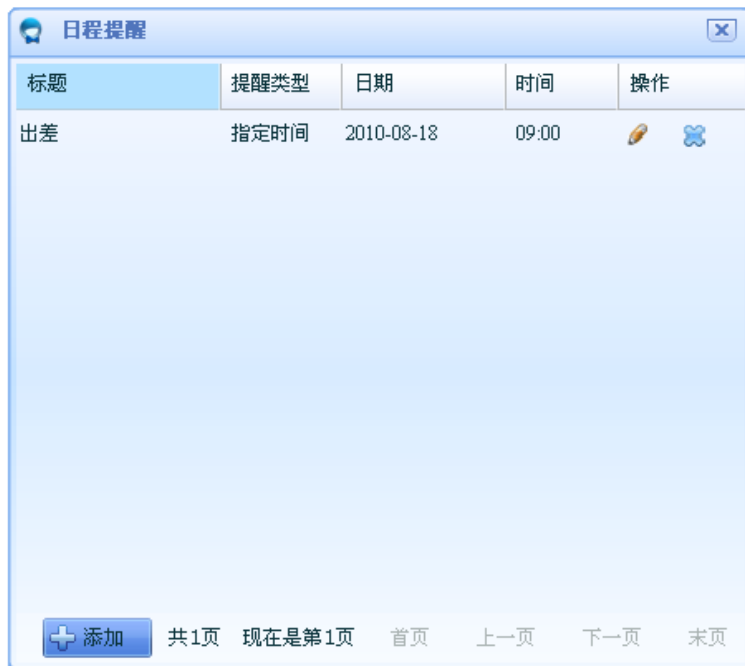 日程提醒
标题 提醒类型 日期 时间 操作
出差 指定时间 2010-08-18 09:00
添加 共1页 现在是第1页 首页 上一页 下一页 末页